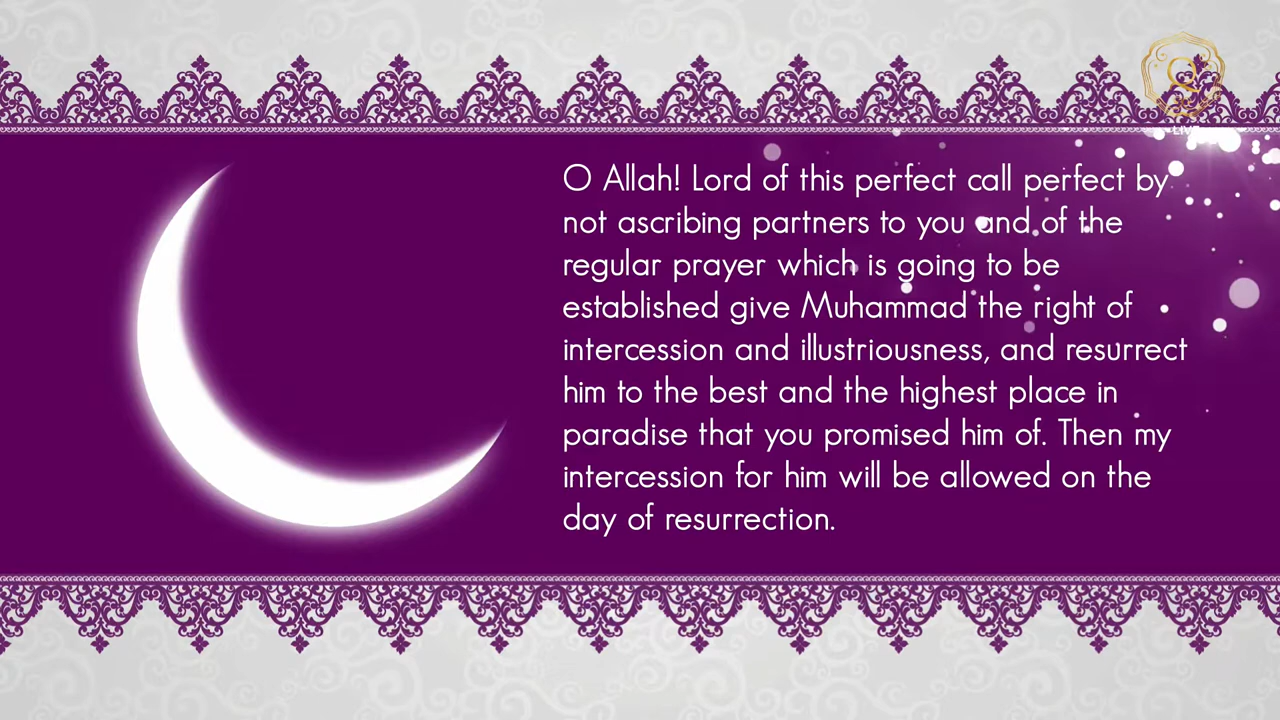 Q
LIVE
O Allah! Lord of this perfect call perfect by
not ascribing partners to you and of the
regular prayer which is going to be
established give Muhammad the right of
intercession and illustriousness, and resurrect
him to the best and the highest place in
paradise that you promised him of. Then my
intercession for him will be allowed on the
day of resurrection.